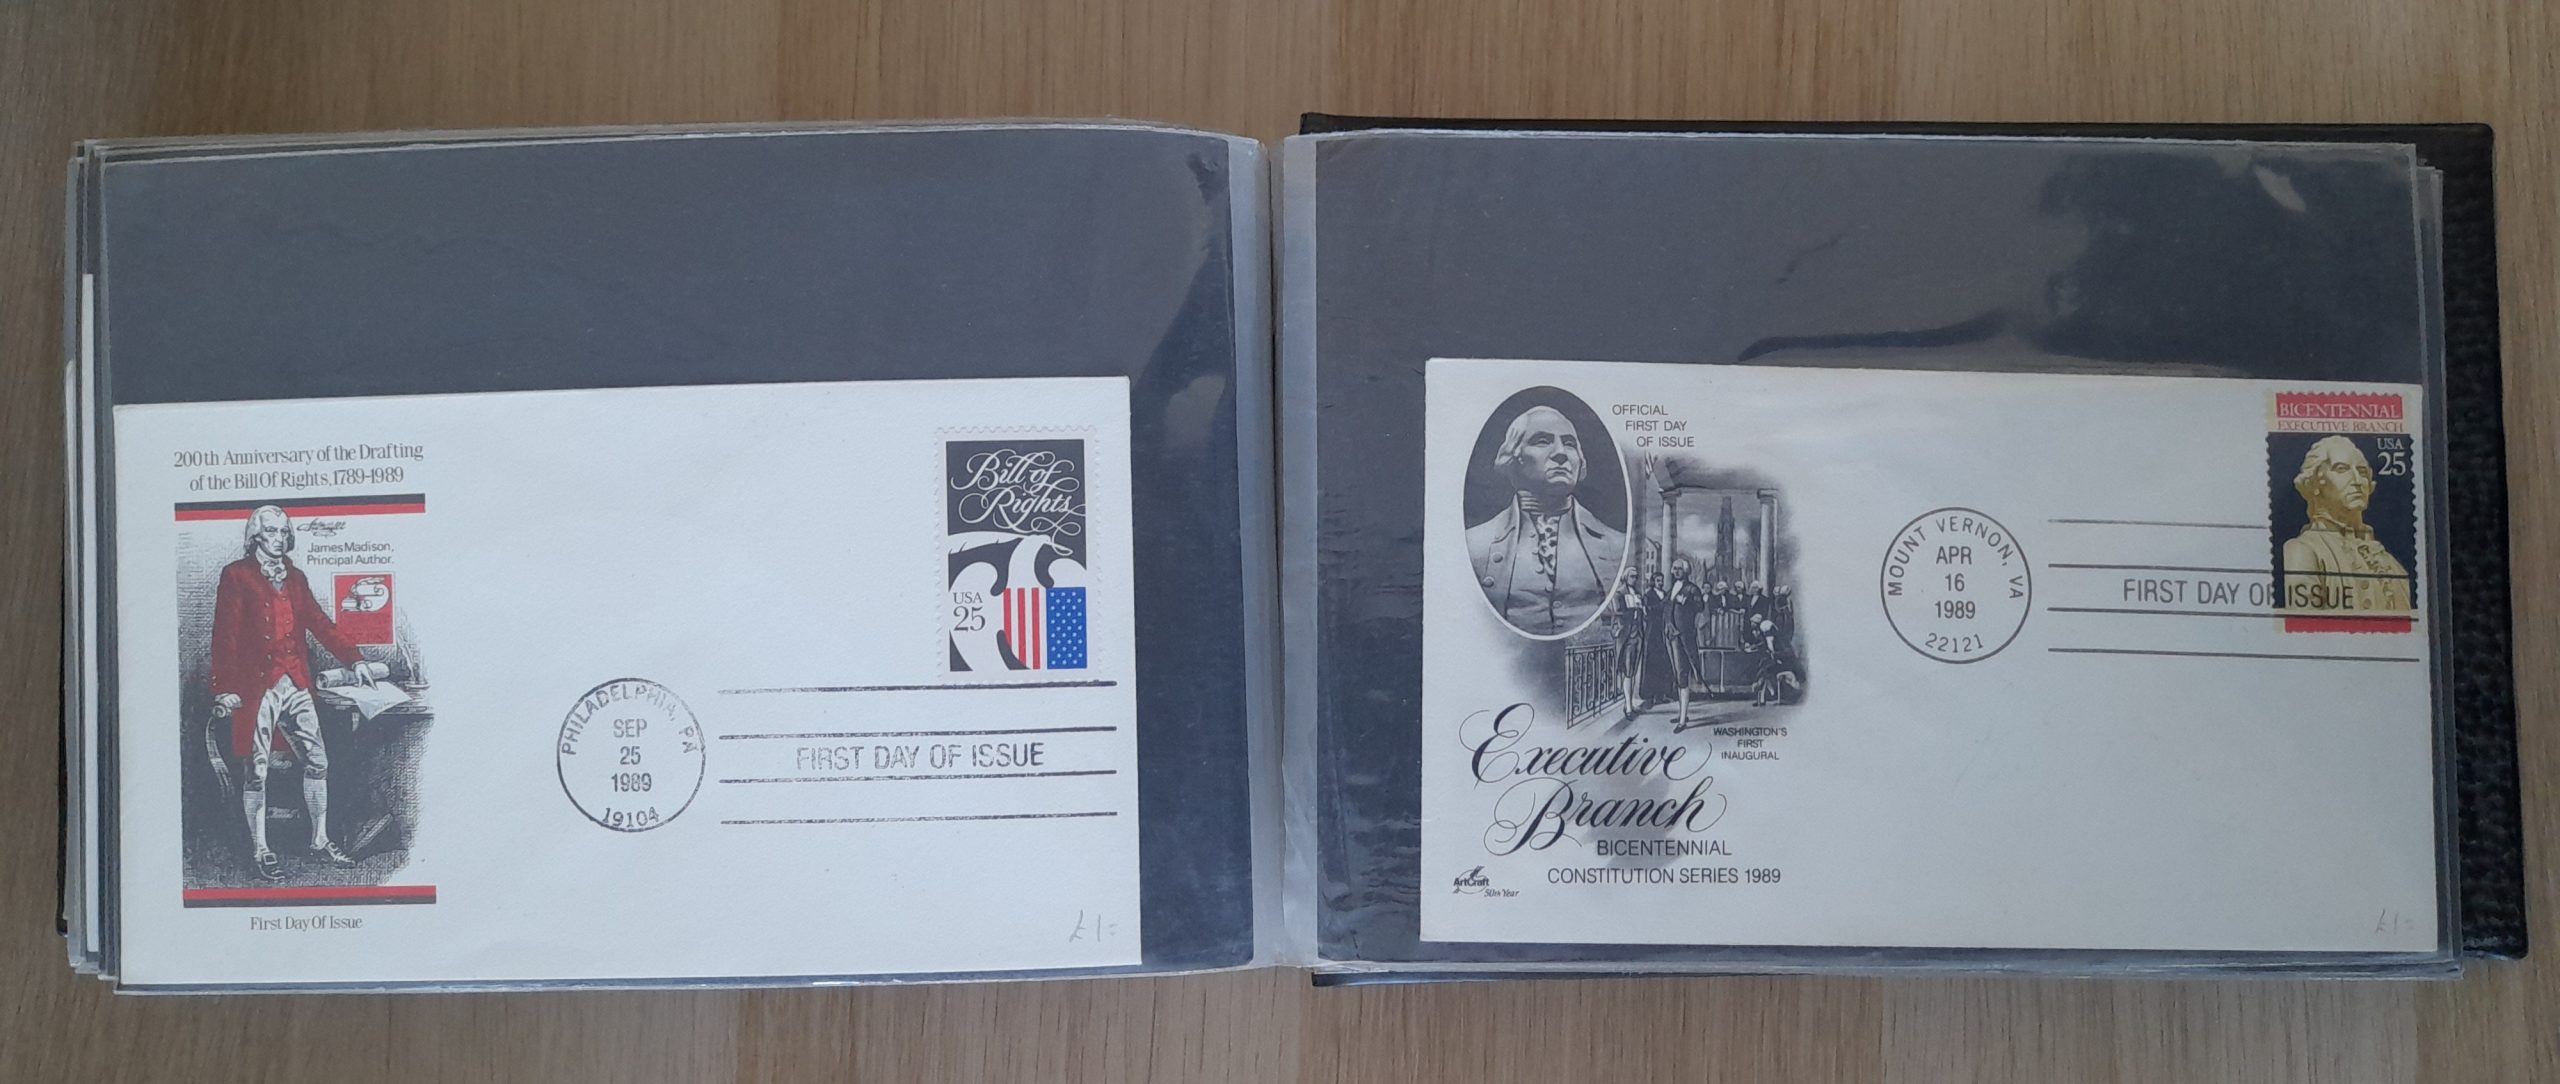 200th Anniversary of the Drafting
of the Bill Of Rights, 1789-1989
James Madison,
Principal Author.
First Day Of Issue
Bill of
Rights
USA
25
PHILADELPHIA, PA
SEP
25
1989
19104
FIRST DAY OF ISSUE
£1=
OFFICIAL
FIRST DAY
OF ISSUE
WASHINGTON'S
FIRST
INAUGURAL
Executive
Branch
BICENTENNIAL
CONSTITUTION SERIES 1989
ArtCraft
50th Year
MOUNT VERNON, VA
APR
16
1989
22121
FIRST DAY OF ISSUE
BICENTENNIAL
EXECUTIVE BRANCH
USA
25
£1=